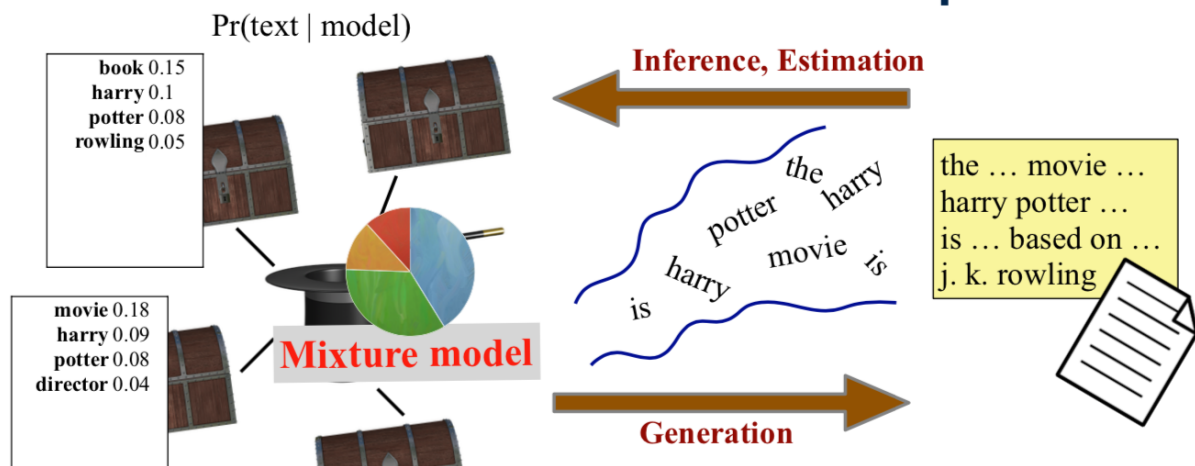 Pr(text | model)
book 0.15
harry 0.1
potter 0.08
rowling 0.05
movie 0.18
harry 0.09
potter 0.08
director 0.04
Mixture model
Inference, Estimation
the
harry
potter
movie
is
harry
is
Generation
the … movie …
harry potter …
is … based on …
j. k. rowling